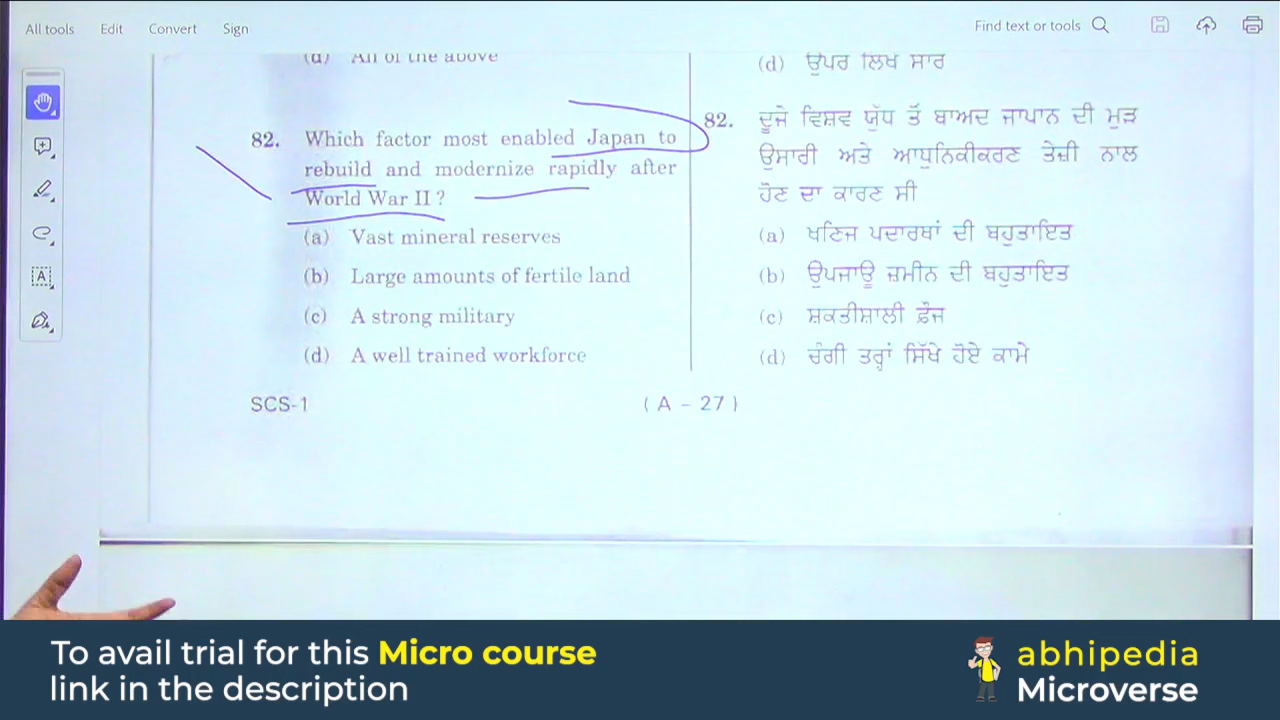 All tools Edit Convert Sign Find text or tools
(d) All of the above
82. Which factor most enabled Japan to
rebuild and modernize rapidly after
World War II ?
(a) Vast mineral reserves
(b) Large amounts of fertile land
(c) A strong military
(d) A well trained workforce
(d) ਉਪਰ ਲਿਖੇ ਸਾਰੇ
82. ਦੂਜੇ ਵਿਸ਼ਵ ਯੁੱਧ ਤੋਂ ਬਾਅਦ ਜਾਪਾਨ ਦੀ ਮੁੜ
ਉਸਾਰੀ ਅਤੇ ਆਧੁਨਿਕੀਕਰਣ ਤੇਜ਼ੀ ਨਾਲ
ਹੋਣ ਦਾ ਕਾਰਣ ਸੀ
(a) ਖਣਿਜ ਪਦਾਰਥਾਂ ਦੀ ਬਹੁਤਾਇਤ
(b) ਉਪਜਾਊ ਜ਼ਮੀਨ ਦੀ ਬਹੁਤਾਇਤ
(c) ਸ਼ਕਤੀਸ਼ਾਲੀ ਫ਼ੌਜ
(d) ਚੰਗੀ ਤਰ੍ਹਾਂ ਸਿੱਖੇ ਹੋਏ ਕਾਮੇ
SCS-1 ( A – 27 )
To avail trial for this Micro course
link in the description
abhipedia
Microverse